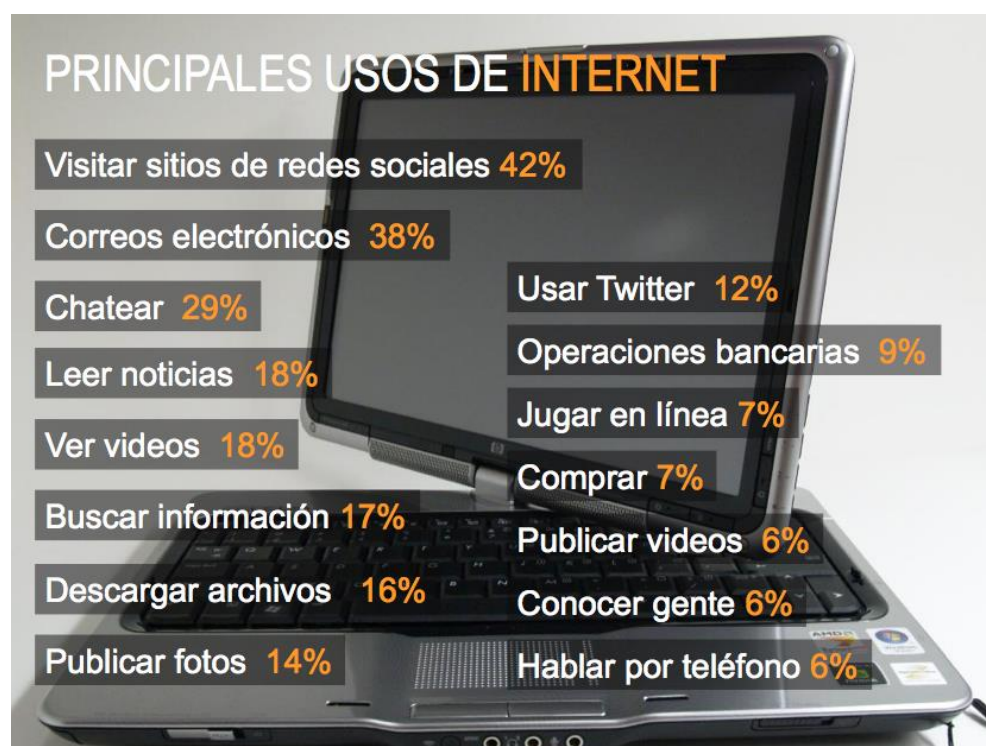 PRINCIPALES USOS DE INTERNET
Visitar sitios de redes sociales 42%
Correos electrónicos 38%
Chatear 29%
Leer noticias 18%
Ver videos 18%
Buscar información 17%
Descargar archivos 16%
Publicar fotos 14%
Usar Twitter 12%
Operaciones bancarias 9%
Jugar en línea 7%
Comprar 7%
Publicar videos 6%
Conocer gente 6%
Hablar por teléfono 6%
hp
AMD